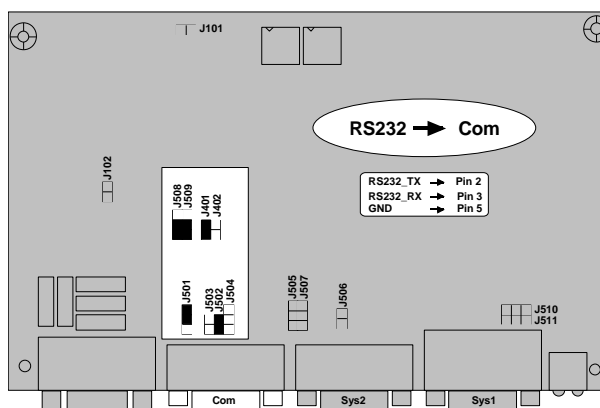 J101
RS232 → Com
RS232_TX → Pin 2
RS232_RX → Pin 3
GND → Pin 5
J102
J508
J509
J401
J402
J501
J503
J502
J504
J505
J507
J506
J510
J511
Com
Sys2
Sys1